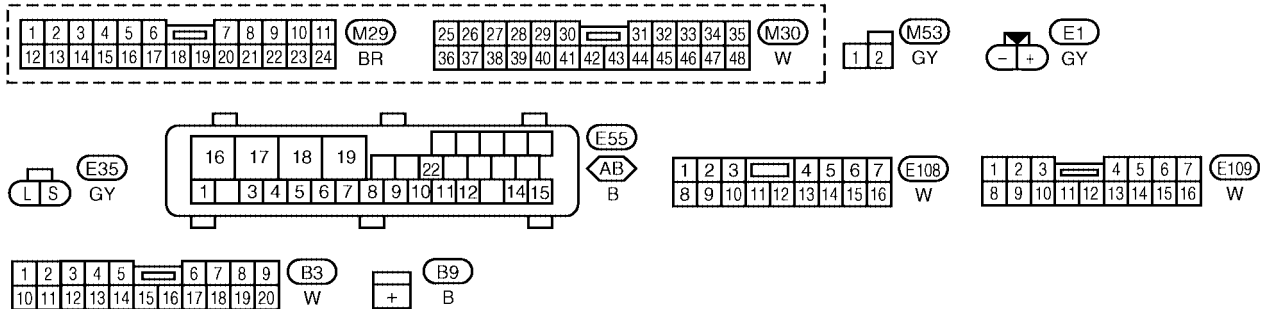 1 2 3 4 5 6 7 8 9 10 11 M29
12 13 14 15 16 17 18 19 20 21 22 23 24 BR
25 26 27 28 29 30 31 32 33 34 35 M30
36 37 38 39 40 41 42 43 44 45 46 47 48 W
M53
1 2 GY
E1
− + GY
E35
L S GY
E55
16 17 18 19 22 AB
1 3 4 5 6 7 8 9 10 11 12 14 15 B
1 2 3 4 5 6 7 E108
8 9 10 11 12 13 14 15 16 W
1 2 3 4 5 6 7 E109
8 9 10 11 12 13 14 15 16 W
1 2 3 4 5 6 7 8 9 B3
10 11 12 13 14 15 16 17 18 19 20 W
B9
+ B